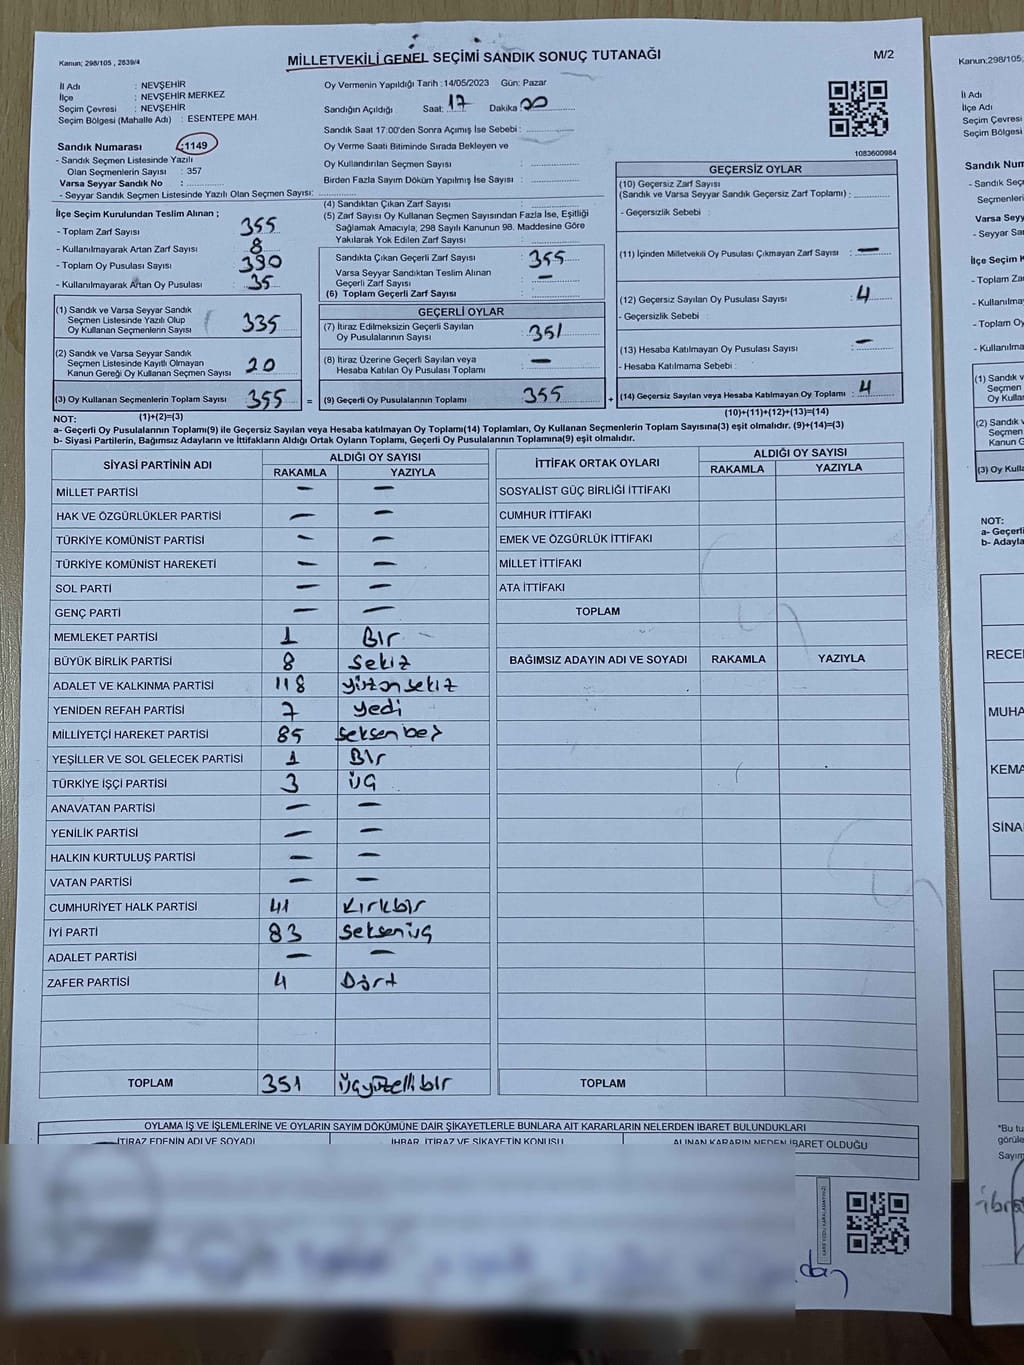 Kanun; 298/105 , 2839/4
MİLLETVEKİLİ GENEL SEÇİMİ SANDIK SONUÇ TUTANAĞI
M/2
İl Adı : NEVŞEHİR
İlçe : NEVŞEHİR MERKEZ
Seçim Çevresi : NEVŞEHİR
Seçim Bölgesi (Mahalle Adı) : ESENTEPE MAH.
Sandık Numarası :1149
- Sandık Seçmen Listesinde Yazılı
Olan Seçmenlerin Sayısı : 357
Varsa Seyyar Sandık No :
- Seyyar Sandık Seçmen Listesinde Yazılı Olan Seçmen Sayısı:
Oy Vermenin Yapıldığı Tarih :14/05/2023 Gün: Pazar
Sandığın Açıldığı Saat: 17 Dakika 00
Sandık Saat 17:00'den Sonra Açımış İse Sebebi :
Oy Verme Saati Bitiminde Sırada Bekleyen ve
Oy Kullandırılan Seçmen Sayısı :
Birden Fazla Sayım Döküm Yapılmış İse Sayısı :
1083600984
İlçe Seçim Kurulundan Teslim Alınan ;
- Toplam Zarf Sayısı : 355
- Kullanılmayarak Artan Zarf Sayısı : 8
- Toplam Oy Pusulası Sayısı : 390
- Kullanılmayarak Artan Oy Pusulası : 35
(1) Sandık ve Varsa Seyyar Sandık
Seçmen Listesinde Yazılı Olup
Oy Kullanan Seçmenlerin Sayısı 335
(2) Sandık ve Varsa Seyyar Sandık
Seçmen Listesinde Kayıtlı Olmayan
Kanun Gereği Oy Kullanan Seçmen Sayısı 20
(3) Oy Kullanan Seçmenlerin Toplam Sayısı 355 =
(1)+(2)=(3)
(4) Sandıktan Çıkan Zarf Sayısı :
(5) Zarf Sayısı Oy Kullanan Seçmen Sayısından Fazla İse, Eşitliği
Sağlamak Amacıyla; 298 Sayılı Kanunun 98. Maddesine Göre
Yakılarak Yok Edilen Zarf Sayısı :
Sandıkta Çıkan Geçerli Zarf Sayısı : 355
Varsa Seyyar Sandıktan Teslim Alınan
Geçerli Zarf Sayısı : —
(6) Toplam Geçerli Zarf Sayısı :
GEÇERLİ OYLAR
(7) İtiraz Edilmeksizin Geçerli Sayılan
Oy Pusulalarının Sayısı : 351
(8) İtiraz Üzerine Geçerli Sayılan veya
Hesaba Katılan Oy Pusulası Toplamı : —
(9) Geçerli Oy Pusulalarının Toplamı : 355 +
GEÇERSİZ OYLAR
(10) Geçersiz Zarf Sayısı
(Sandık ve Varsa Seyyar Sandık Geçersiz Zarf Toplamı) :
- Geçersizlik Sebebi :
(11) İçinden Milletvekili Oy Pusulası Çıkmayan Zarf Sayısı : —
(12) Geçersiz Sayılan Oy Pusulası Sayısı : 4
- Geçersizlik Sebebi :
(13) Hesaba Katılmayan Oy Pusulası Sayısı : —
- Hesaba Katılmama Sebebi :
(14) Geçersiz Sayılan veya Hesaba Katılmayan Oy Toplamı : 4
(10)+(11)+(12)+(13)=(14)
NOT:
a- Geçerli Oy Pusulalarının Toplamı(9) ile Geçersiz Sayılan veya Hesaba katılmayan Oy Toplamı(14) Toplamları, Oy Kullanan Seçmenlerin Toplam Sayısına(3) eşit olmalıdır. (9)+(14)=(3)
b- Siyasi Partilerin, Bağımsız Adayların ve İttifakların Aldığı Ortak Oyların Toplamı, Geçerli Oy Pusulalarının Toplamına(9) eşit olmalıdır.
SİYASİ PARTİNİN ADI ALDIĞI OY SAYISI
RAKAMLA YAZIYLA
MİLLET PARTİSİ — —
HAK VE ÖZGÜRLÜKLER PARTİSİ — —
TÜRKİYE KOMÜNİST PARTİSİ — —
TÜRKİYE KOMÜNİST HAREKETİ — —
SOL PARTİ — —
GENÇ PARTİ — —
MEMLEKET PARTİSİ 1 Bir
BÜYÜK BİRLİK PARTİSİ 8 Sekiz
ADALET VE KALKINMA PARTİSİ 118 yüzonsekiz
YENİDEN REFAH PARTİSİ 7 yedi
MİLLİYETÇİ HAREKET PARTİSİ 85 seksenbeş
YEŞİLLER VE SOL GELECEK PARTİSİ 1 Bir
TÜRKİYE İŞÇİ PARTİSİ 3 üç
ANAVATAN PARTİSİ — —
YENİLİK PARTİSİ — —
HALKIN KURTULUŞ PARTİSİ — —
VATAN PARTİSİ — —
CUMHURİYET HALK PARTİSİ 41 Kırkbir
İYİ PARTİ 83 seksenüç
ADALET PARTİSİ — —
ZAFER PARTİSİ 4 Dört
TOPLAM 351 üçyüzellibir
İTTİFAK ORTAK OYLARI ALDIĞI OY SAYISI
RAKAMLA YAZIYLA
SOSYALİST GÜÇ BİRLİĞİ İTTİFAKI
CUMHUR İTTİFAKI
EMEK VE ÖZGÜRLÜK İTTİFAKI
MİLLET İTTİFAKI
ATA İTTİFAKI
TOPLAM
BAĞIMSIZ ADAYIN ADI VE SOYADI RAKAMLA YAZIYLA
TOPLAM
OYLAMA İŞ VE İŞLEMLERİNE VE OYLARIN SAYIM DÖKÜMÜNE DAİR ŞİKAYETLERLE BUNLARA AİT KARARLARIN NELERDEN İBARET BULUNDUKLARI
İTİRAZ EDENİN ADI VE SOYADI İHBAR, İTİRAZ VE ŞİKAYETİN KONUSU ALINAN KARARIN NEDEN İBARET OLDUĞU
Kanun;298/105;
İl Adı
İlçe Adı
Seçim Çevresi
Seçim Bölgesi
Sandık Num
- Sandık Seç
Seçmenleri
Varsa Seyy
- Seyyar Sa
İlçe Seçim K
- Toplam Za
- Kullanılma
- Toplam O
- Kullanılma
(1) Sandık v
Seçmen
Oy Kulla
(2) Sandık v
Seçmen
Kanun G
(3) Oy Kulla
NOT:
a- Geçerli
b- Adayla
RECE
MUHA
KEMA
SİNA
*Bu tu
görüle
Sayım